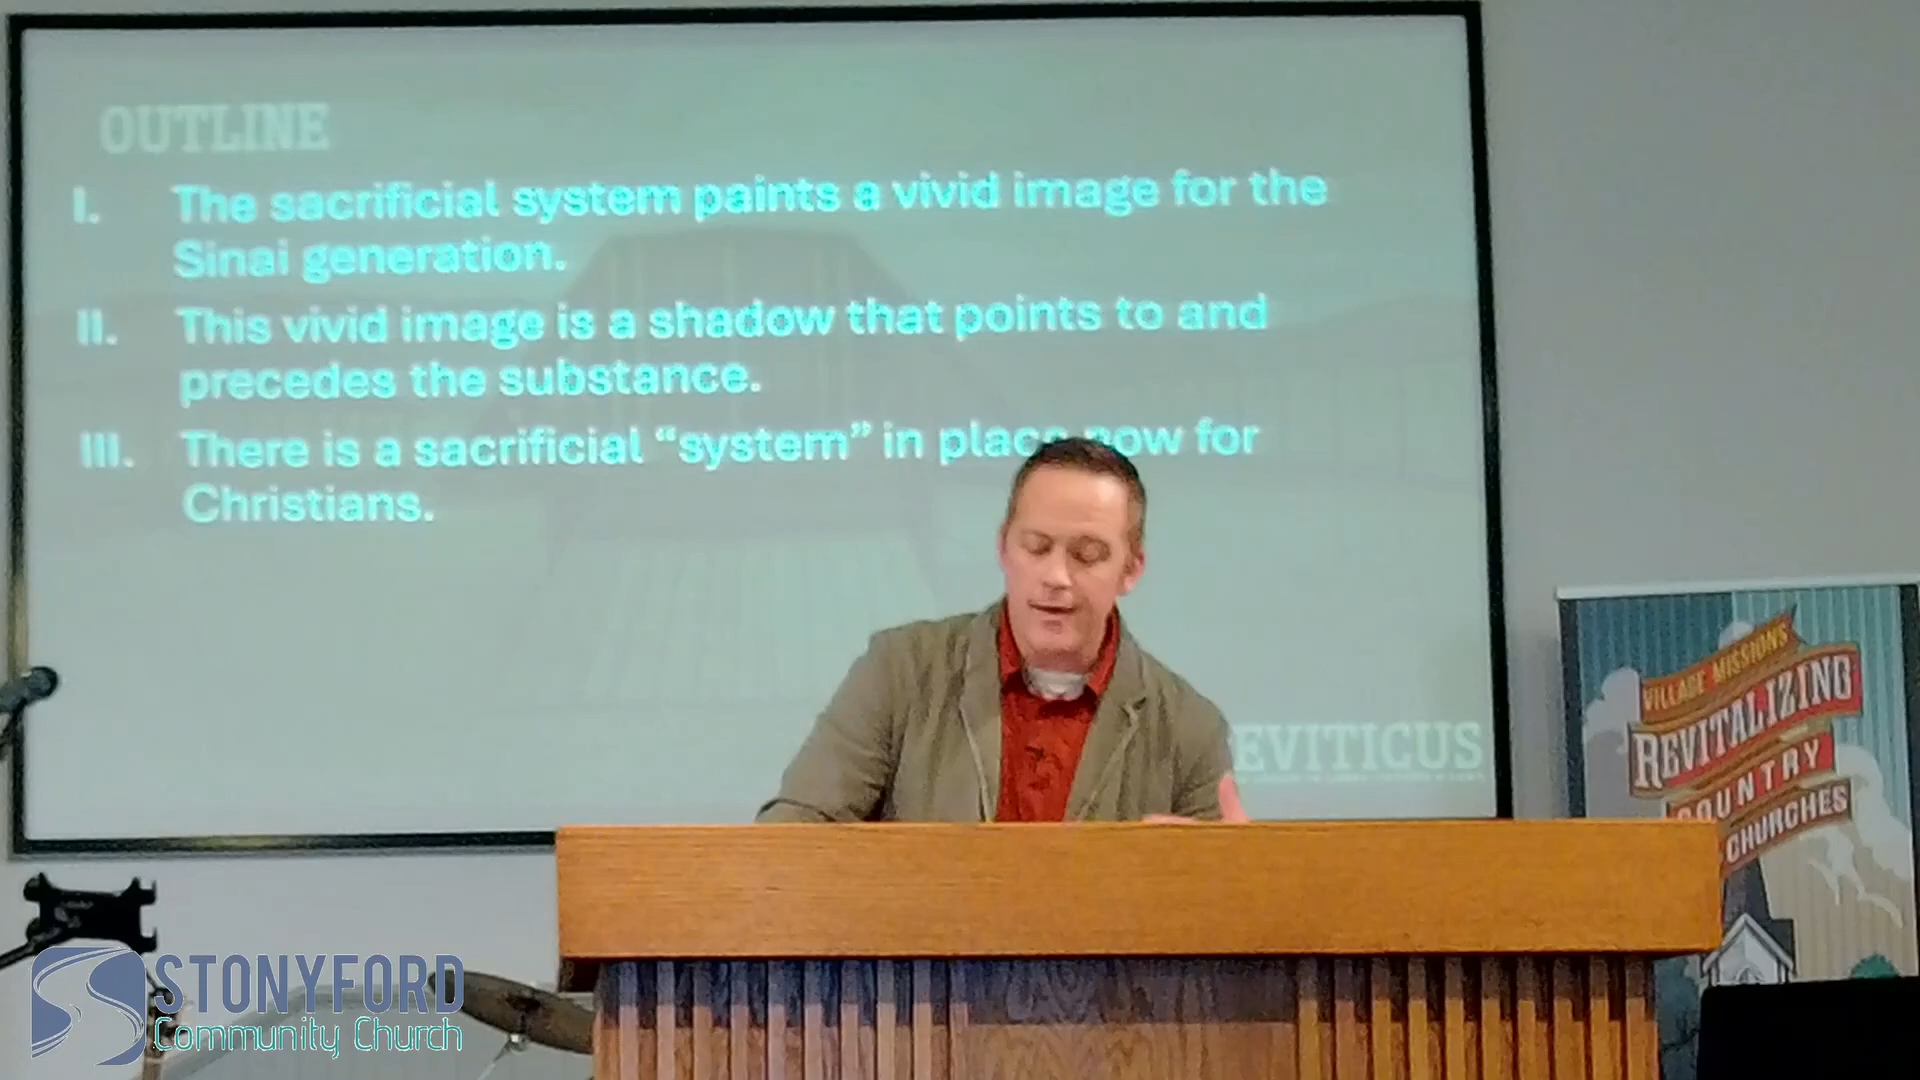 OUTLINE
I. The sacrificial system paints a vivid image for the
Sinai generation.
II. This vivid image is a shadow that points to and
precedes the substance.
III. There is a sacrificial “system” in place now for
Christians.
EVITICUS
VILLAGE MISSIONS
REVITALIZING
COUNTRY
CHURCHES
STONYFORD
Community Church